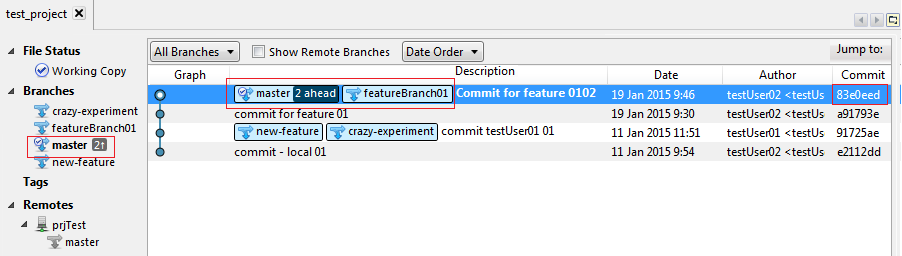 test_project
File Status
Working Copy
Branches
crazy-experiment
featureBranch01
master 2↑
new-feature
Tags
Remotes
prjTest
master
All Branches Show Remote Branches Date Order Jump to:
Graph Description Date Author Commit
master 2 ahead featureBranch01 Commit for feature 0102 19 Jan 2015 9:46 testUser02 <testUs 83e0eed
commit for feature 01 19 Jan 2015 9:30 testUser02 <testUs a91793e
new-feature crazy-experiment commit testUser01 01 11 Jan 2015 11:51 testUser01 <testUs 91725ae
commit - local 01 11 Jan 2015 9:54 testUser02 <testUs e2112dd